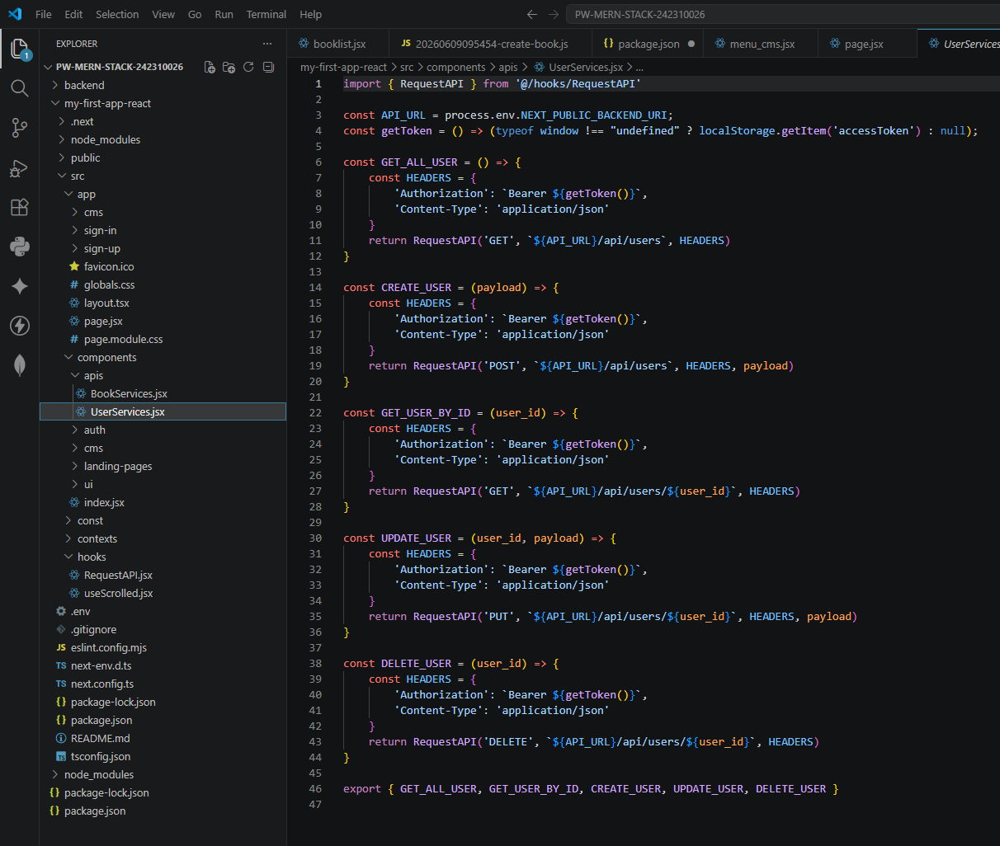 File Edit Selection View Go Run Terminal Help
PW-MERN-STACK-242310026
EXPLORER
PW-MERN-STACK-242310026
backend
my-first-app-react
.next
node_modules
public
src
app
cms
sign-in
sign-up
favicon.ico
globals.css
layout.tsx
page.jsx
page.module.css
components
apis
BookServices.jsx
UserServices.jsx
auth
cms
landing-pages
ui
index.jsx
const
contexts
hooks
RequestAPI.jsx
useScrolled.jsx
.env
.gitignore
JS eslint.config.mjs
TS next-env.d.ts
TS next.config.ts
{} package-lock.json
{} package.json
README.md
TS tsconfig.json
node_modules
{} package-lock.json
{} package.json
1
booklist.jsx JS 20260609095454-create-book.js {} package.json menu_cms.jsx page.jsx UserServices
my-first-app-react > src > components > apis > UserServices.jsx > ...
1 import { RequestAPI } from '@/hooks/RequestAPI'
2
3 const API_URL = process.env.NEXT_PUBLIC_BACKEND_URI;
4 const getToken = () => (typeof window !== "undefined" ? localStorage.getItem('accessToken') : null);
5
6 const GET_ALL_USER = () => {
7     const HEADERS = {
8         'Authorization': `Bearer ${getToken()}`,
9         'Content-Type': 'application/json'
10     }
11     return RequestAPI('GET', `${API_URL}/api/users`, HEADERS)
12 }
13
14 const CREATE_USER = (payload) => {
15     const HEADERS = {
16         'Authorization': `Bearer ${getToken()}`,
17         'Content-Type': 'application/json'
18     }
19     return RequestAPI('POST', `${API_URL}/api/users`, HEADERS, payload)
20 }
21
22 const GET_USER_BY_ID = (user_id) => {
23     const HEADERS = {
24         'Authorization': `Bearer ${getToken()}`,
25         'Content-Type': 'application/json'
26     }
27     return RequestAPI('GET', `${API_URL}/api/users/${user_id}`, HEADERS)
28 }
29
30 const UPDATE_USER = (user_id, payload) => {
31     const HEADERS = {
32         'Authorization': `Bearer ${getToken()}`,
33         'Content-Type': 'application/json'
34     }
35     return RequestAPI('PUT', `${API_URL}/api/users/${user_id}`, HEADERS, payload)
36 }
37
38 const DELETE_USER = (user_id) => {
39     const HEADERS = {
40         'Authorization': `Bearer ${getToken()}`,
41         'Content-Type': 'application/json'
42     }
43     return RequestAPI('DELETE', `${API_URL}/api/users/${user_id}`, HEADERS)
44 }
45
46 export { GET_ALL_USER, GET_USER_BY_ID, CREATE_USER, UPDATE_USER, DELETE_USER }
47